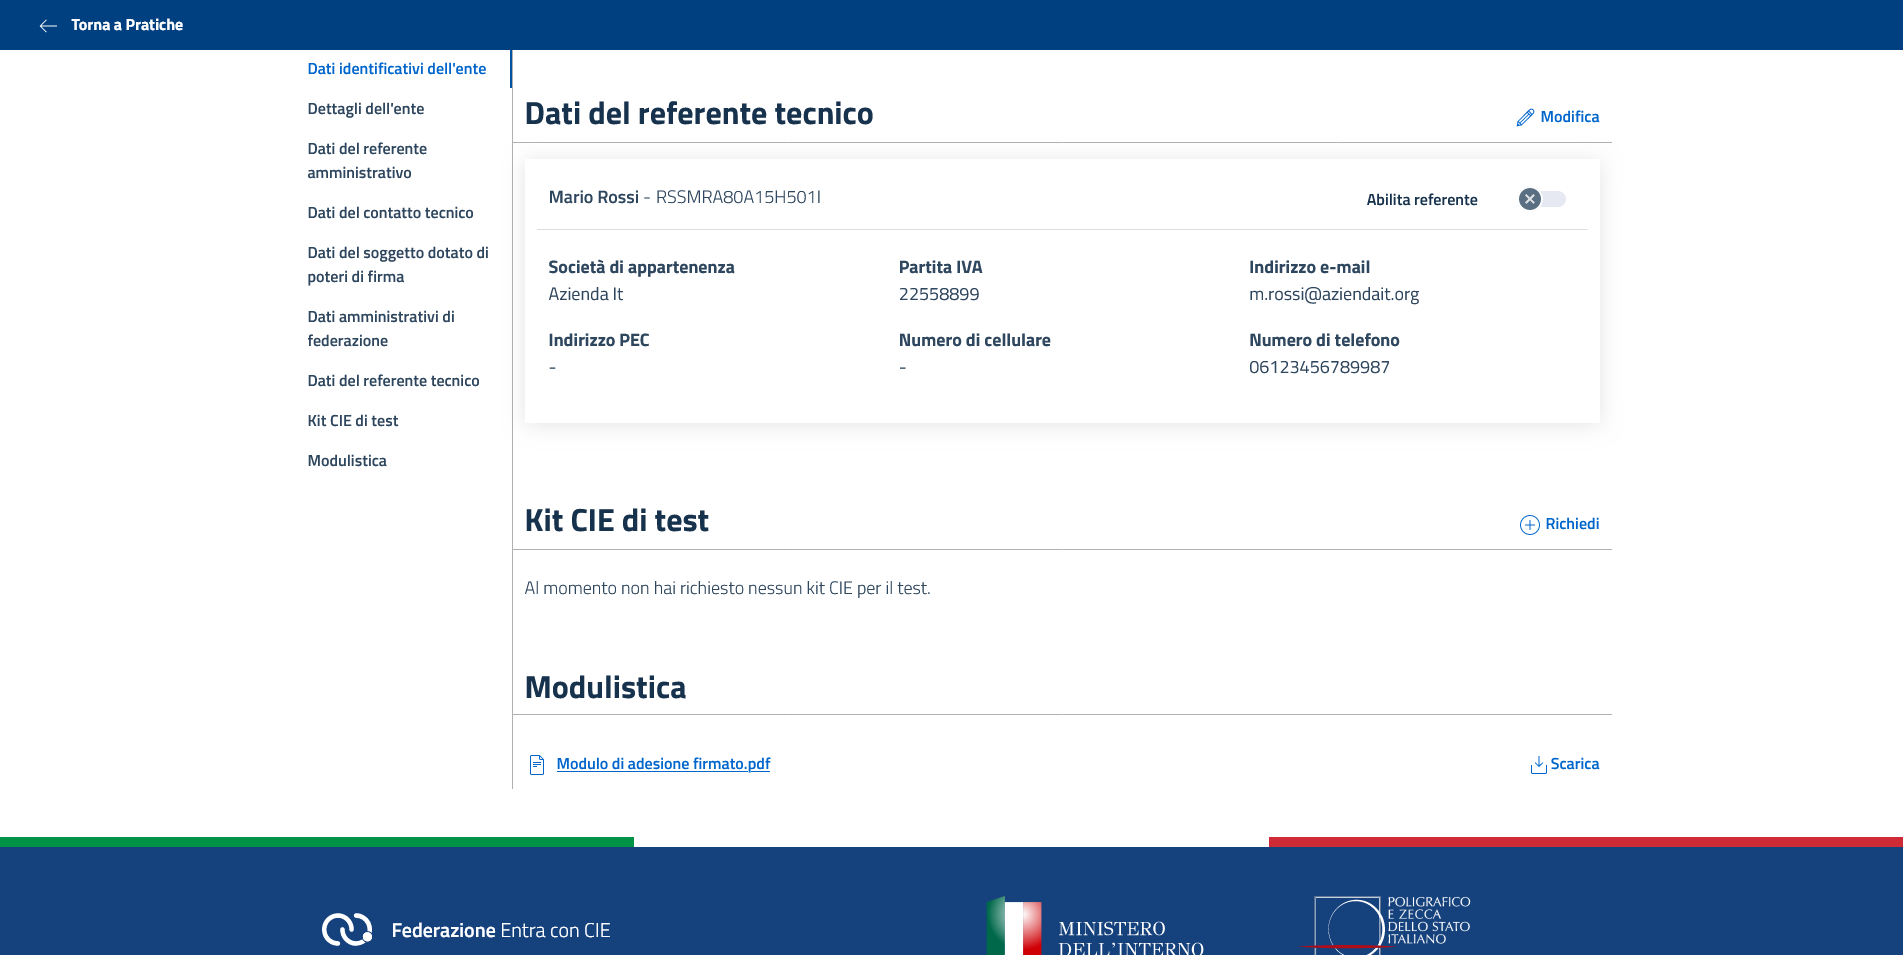 Torna a Pratiche
Dati identificativi dell'ente
Dettagli dell'ente
Dati del referente
amministrativo
Dati del contatto tecnico
Dati del soggetto dotato di
poteri di firma
Dati amministrativi di
federazione
Dati del referente tecnico
Kit CIE di test
Modulistica
Dati del referente tecnico
Modifica
Mario Rossi - RSSMRA80A15H501I
Abilita referente
Società di appartenenza
Azienda It
Partita IVA
22558899
Indirizzo e-mail
m.rossi@aziendait.org
Indirizzo PEC
-
Numero di cellulare
-
Numero di telefono
06123456789987
Kit CIE di test
Richiedi
Al momento non hai richiesto nessun kit CIE per il test.
Modulistica
Modulo di adesione firmato.pdf
Scarica
Federazione Entra con CIE
MINISTERO
DELL'INTERNO
POLIGRAFICO
E ZECCA
DELLO STATO
ITALIANO